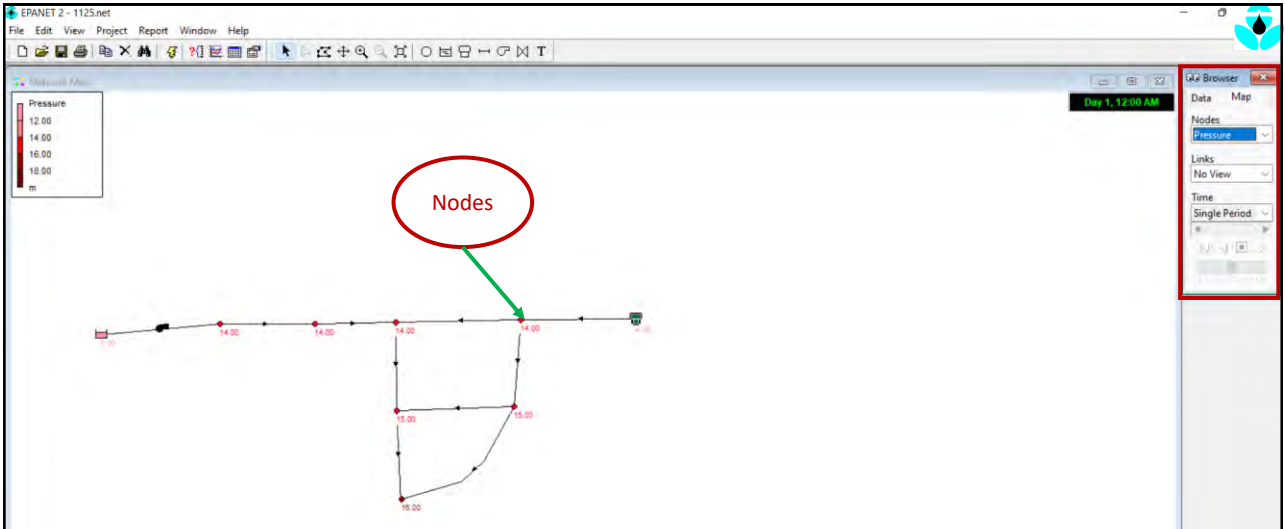 EPANET 2 - 1125.net
File Edit View Project Report Window Help
T
Browser
Data Map
Nodes
Pressure
Links
No View
Time
Single Period
Day 1, 12:00 AM
Pressure
12.00
14.00
16.00
18.00
m
Nodes
14.00
14.00
14.00
14.00
15.00
15.00